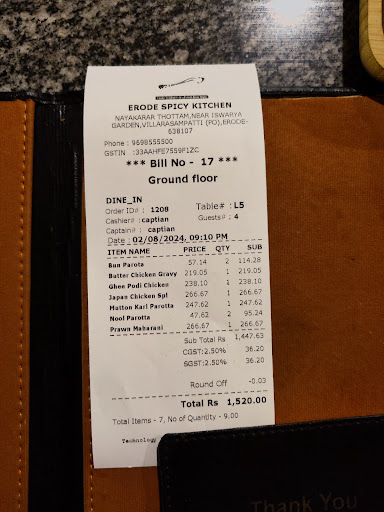 ERODE SPICY KITCHEN
NAYAKARAR THOTTAM,NEAR ISWARYA
GARDEN,VILLARASAMPATTI (PO),ERODE-
638107
Phone : 9698555500
GSTIN :33AAHFE7559F1ZC
*** Bill No - 17 ***
Ground floor
DINE_IN
Order ID# : 1208 Table# : L5
Cashier# : captian Guests# : 4
Captain# : captian
Date : 02/08/2024, 09:10 PM
ITEM NAME PRICE QTY SUB
Bun Parota 57.14 2 114.28
Butter Chicken Gravy 219.05 1 219.05
Ghee Podi Chicken 238.10 1 238.10
Japan Chicken Spl 266.67 1 266.67
Mutton Kari Parotta 247.62 1 247.62
Nool Parotta 47.62 2 95.24
Prawn Maharani 266.67 1 266.67
Sub Total Rs 1,447.63
CGST:2.50% 36.20
SGST:2.50% 36.20
Round Off -0.03
Total Rs 1,520.00
Total Items - 7, No of Quantity - 9.00
Technology
Thank You